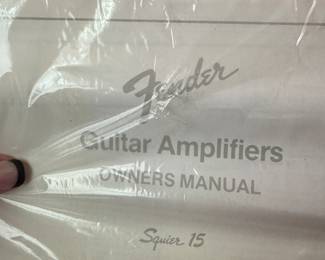 Fender
Guitar Amplifiers
OWNERS MANUAL
Squier 15